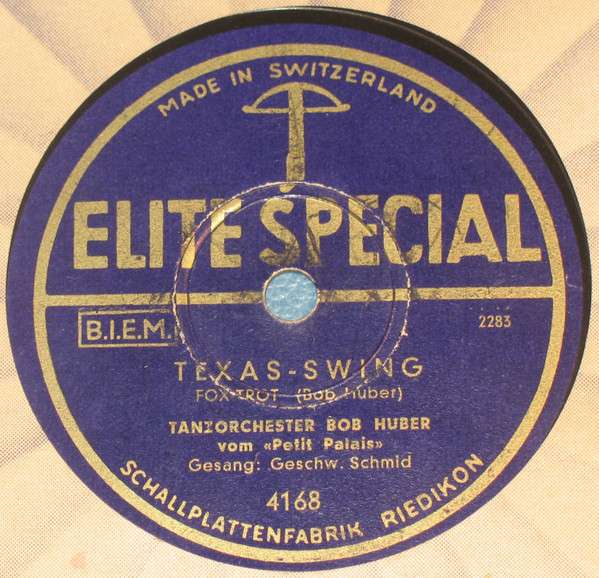 MADE IN SWITZERLAND
ELITE SPECIAL
B.I.E.M.
2283
TEXAS-SWING
FOX-TROT (Bob Huber)
TANZORCHESTER BOB HUBER
vom «Petit Palais»
Gesang: Geschw. Schmid
4168
SCHALLPLATTENFABRIK RIEDIKON